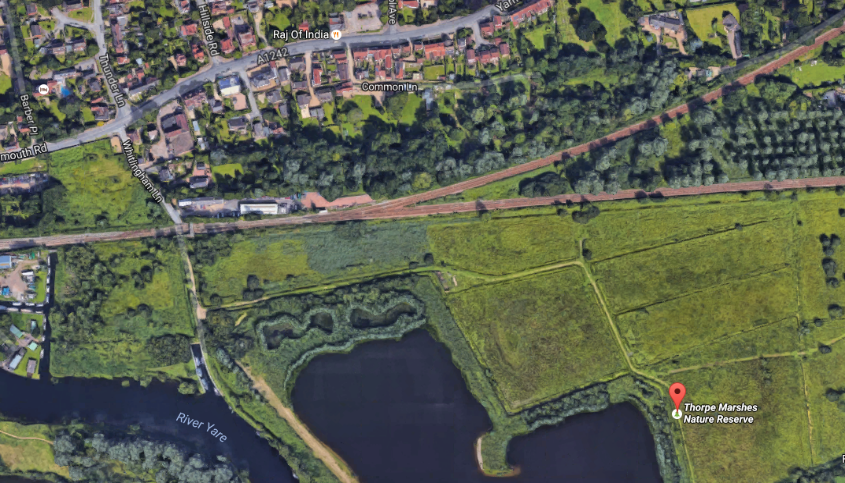 Yar
Hillside Rd
Raj Of India
A1242
Thunder Ln
Common Ln
Barber Pl
mouth Rd
Whitlingham Ln
Thorpe Marshes
Nature Reserve
River Yare